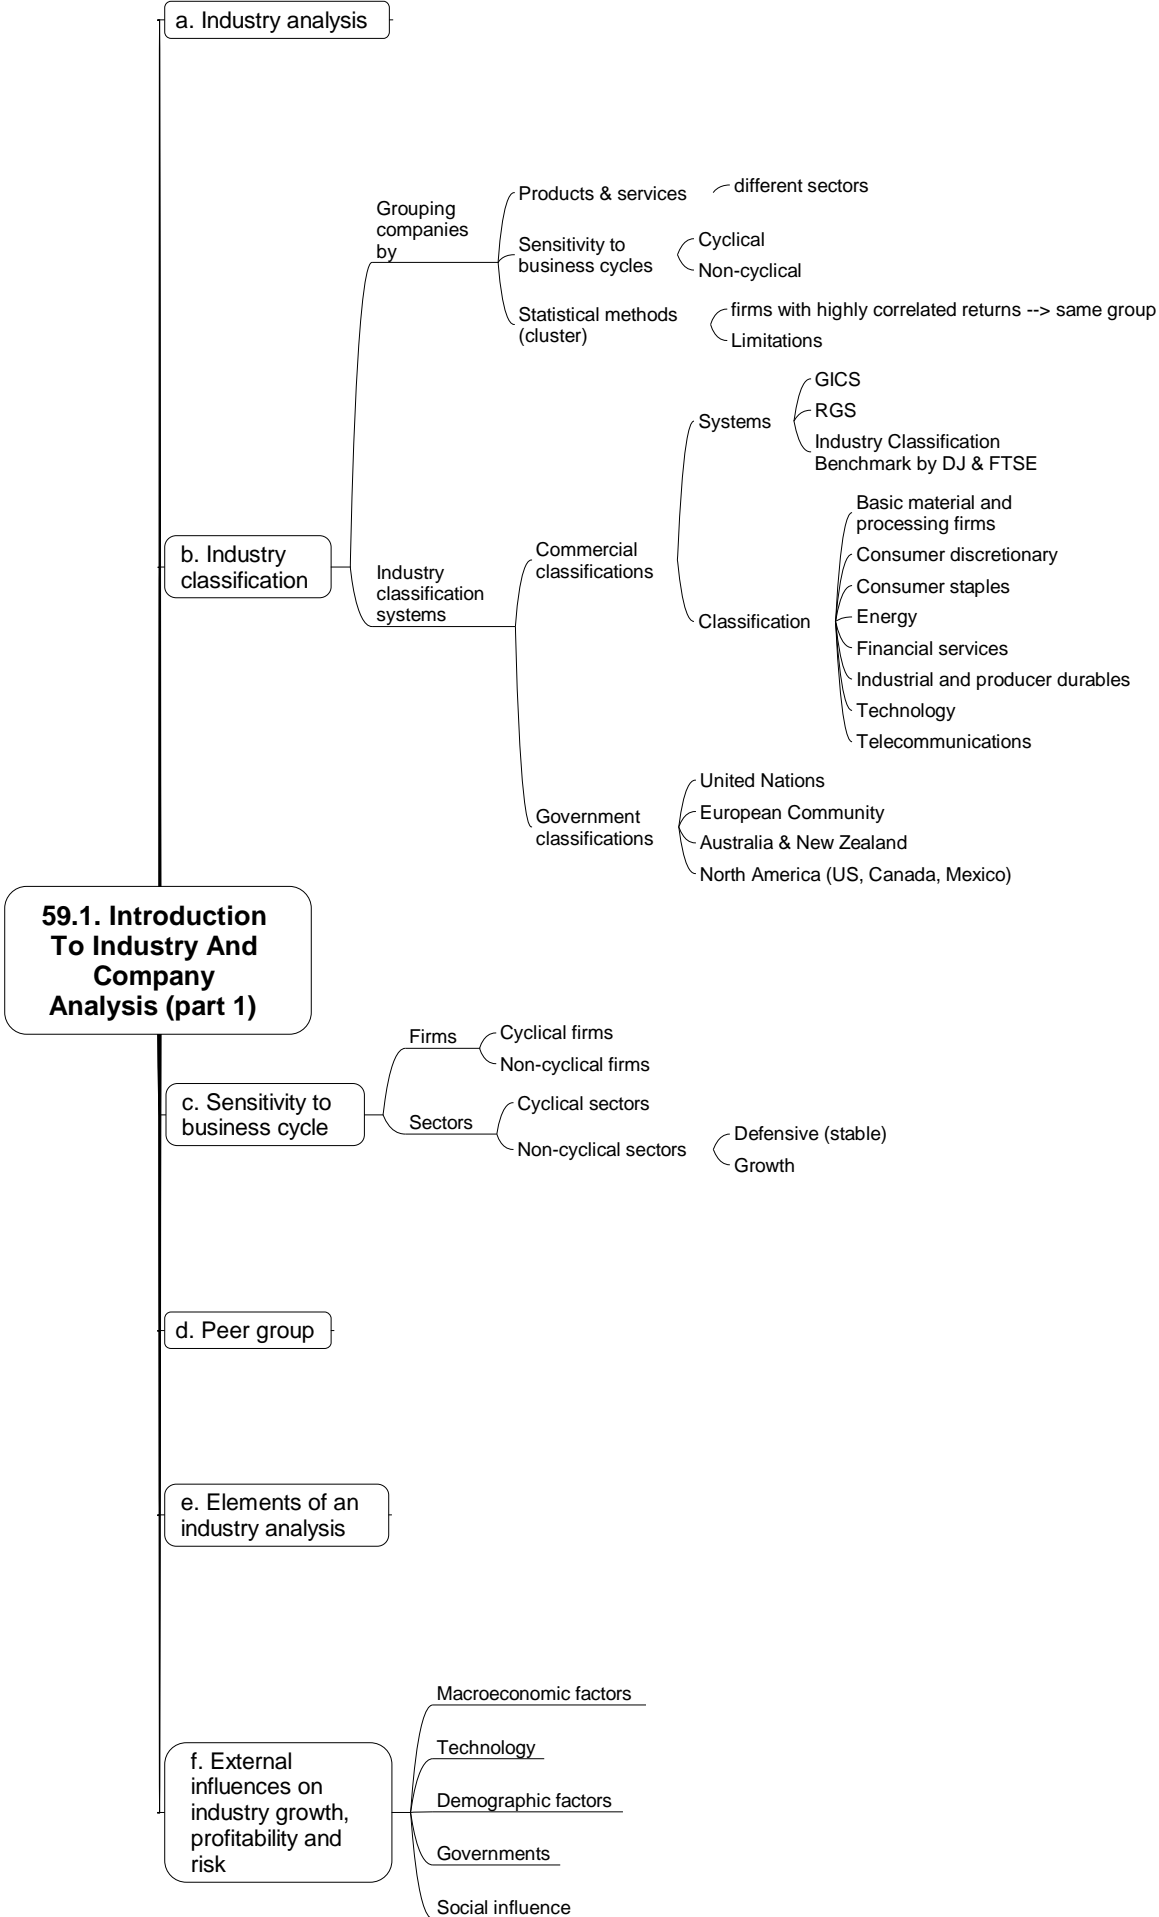 a. Industry analysis
Grouping
companies
by
Products & services
different sectors
Sensitivity to
business cycles
Cyclical
Non-cyclical
Statistical methods
(cluster)
firms with highly correlated returns --> same group
Limitations
b. Industry
classification
Industry
classification
systems
Commercial
classifications
Systems
GICS
RGS
Industry Classification
Benchmark by DJ & FTSE
Classification
Basic material and
processing firms
Consumer discretionary
Consumer staples
Energy
Financial services
Industrial and producer durables
Technology
Telecommunications
Government
classifications
United Nations
European Community
Australia & New Zealand
North America (US, Canada, Mexico)
59.1. Introduction
To Industry And
Company
Analysis (part 1)
c. Sensitivity to
business cycle
Firms
Cyclical firms
Non-cyclical firms
Sectors
Cyclical sectors
Non-cyclical sectors
Defensive (stable)
Growth
d. Peer group
e. Elements of an
industry analysis
f. External
influences on
industry growth,
profitability and
risk
Macroeconomic factors
Technology
Demographic factors
Governments
Social influence